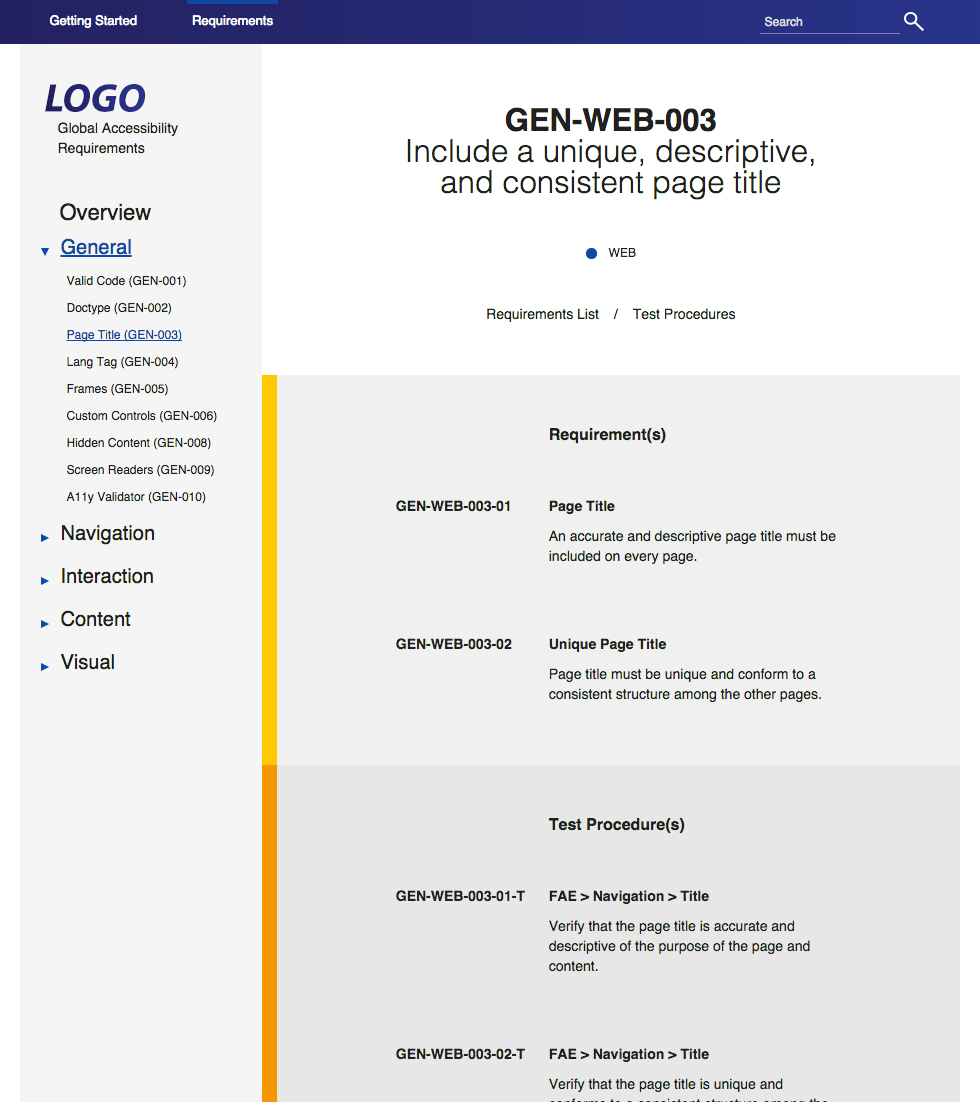 Getting Started
Requirements
Search
LOGO
Global Accessibility
Requirements
Overview
General
Valid Code (GEN-001)
Doctype (GEN-002)
Page Title (GEN-003)
Lang Tag (GEN-004)
Frames (GEN-005)
Custom Controls (GEN-006)
Hidden Content (GEN-008)
Screen Readers (GEN-009)
A11y Validator (GEN-010)
Navigation
Interaction
Content
Visual
GEN-WEB-003
Include a unique, descriptive,
and consistent page title
WEB
Requirements List / Test Procedures
Requirement(s)
GEN-WEB-003-01 Page Title
An accurate and descriptive page title must be
included on every page.
GEN-WEB-003-02 Unique Page Title
Page title must be unique and conform to a
consistent structure among the other pages.
Test Procedure(s)
GEN-WEB-003-01-T FAE > Navigation > Title
Verify that the page title is accurate and
descriptive of the purpose of the page and
content.
GEN-WEB-003-02-T FAE > Navigation > Title
Verify that the page title is unique and